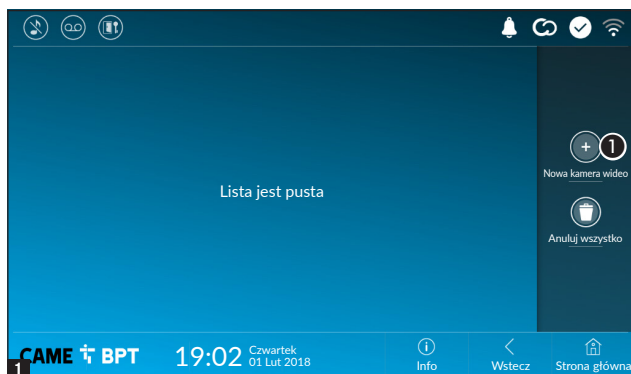 1
Nowa kamera wideo
Lista jest pusta
Anuluj wszystko
CAME BPT
19:02 Czwartek
01 Lut 2018
Info
Wstecz
Strona główna
1